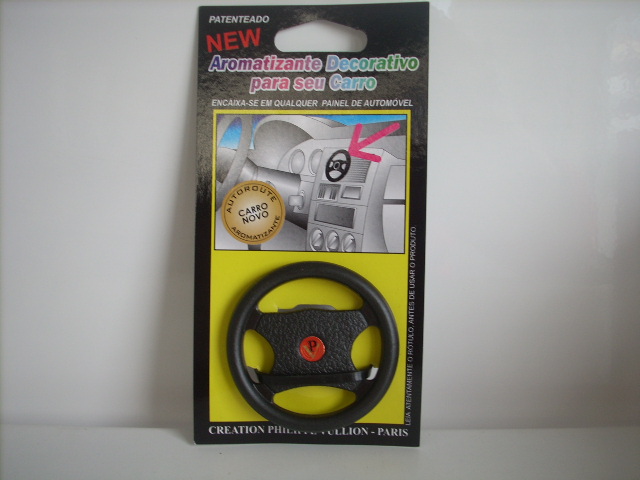 PATENTEADO
NEW
Aromatizante Decorativo
para seu Carro
ENCAIXA-SE EM QUALQUER PAINEL DE AUTOMÓVEL
AUTOROUTE
CARRO
NOVO
AROMATIZANTE
LEIA ATENTAMENTE O RÓTULO, ANTES DE USAR O PRODUTO
P
CREATION VULLION - PARIS